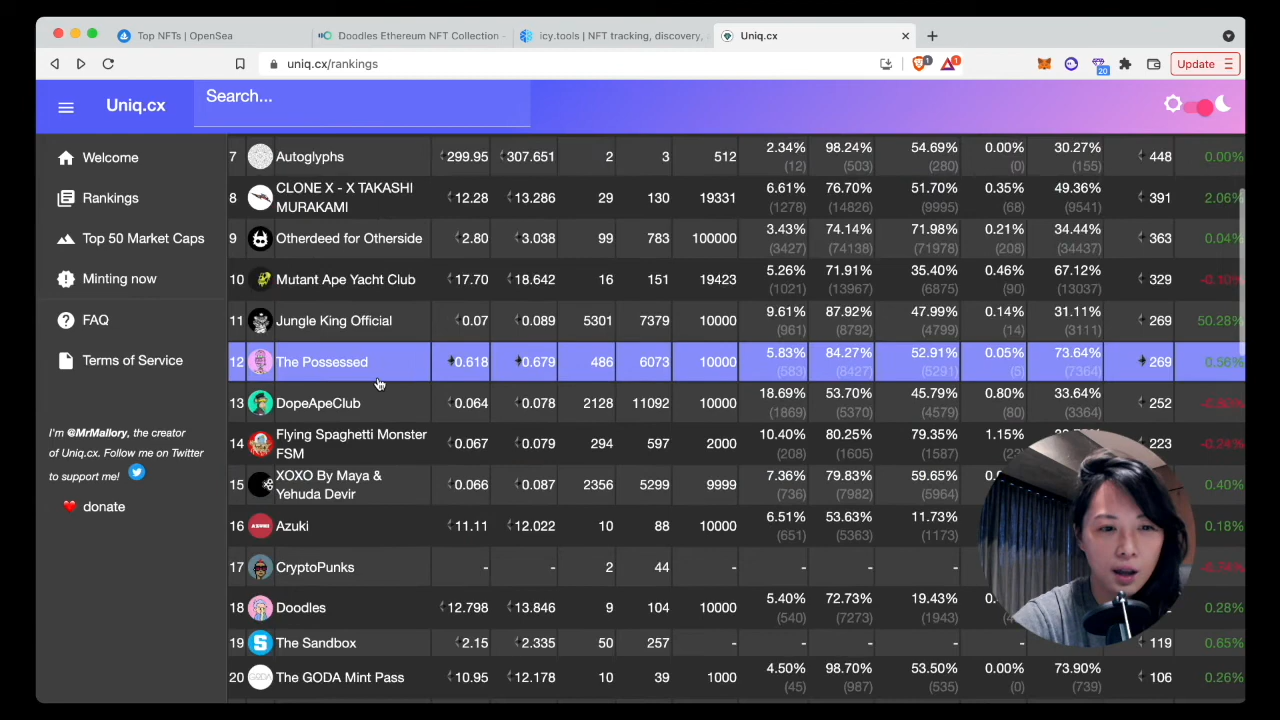 Top NFTs | OpenSea
Doodles Ethereum NFT Collection -
icy.tools | NFT tracking, discovery,
Uniq.cx
uniq.cx/rankings
1 1 20 Update
Uniq.cx Search...
Welcome
Rankings
Top 50 Market Caps
Minting now
FAQ
Terms of Service
I'm @MrMallory, the creator
of Uniq.cx. Follow me on Twitter
to support me!
donate
7 Autoglyphs 299.95 307.651 2 3 512 2.34% (12) 98.24% (503) 54.69% (280) 0.00% (0) 30.27% (155) 448 0.00%
8 CLONE X - X TAKASHI MURAKAMI 12.28 13.286 29 130 19331 6.61% (1278) 76.70% (14826) 51.70% (9995) 0.35% (68) 49.36% (9541) 391 2.06%
9 Otherdeed for Otherside 2.80 3.038 99 783 100000 3.43% (3427) 74.14% (74138) 71.98% (71978) 0.21% (208) 34.44% (34437) 363 0.04%
10 Mutant Ape Yacht Club 17.70 18.642 16 151 19423 5.26% (1021) 71.91% (13967) 35.40% (6875) 0.46% (90) 67.12% (13037) 329 -0.10%
11 Jungle King Official 0.07 0.089 5301 7379 10000 9.61% (961) 87.92% (8792) 47.99% (4799) 0.14% (14) 31.11% (3111) 269 50.28%
12 The Possessed 0.618 0.679 486 6073 10000 5.83% (583) 84.27% (8427) 52.91% (5291) 0.05% (5) 73.64% (7364) 269 0.56%
13 DopeApeClub 0.064 0.078 2128 11092 10000 18.69% (1869) 53.70% (5370) 45.79% (4579) 0.80% (80) 33.64% (3364) 252
14 Flying Spaghetti Monster FSM 0.067 0.079 294 597 2000 10.40% (208) 80.25% (1605) 79.35% (1587) 1.15% 223 -0.24%
15 XOXO By Maya & Yehuda Devir 0.066 0.087 2356 5299 9999 7.36% (736) 79.83% (7982) 59.65% (5964) 0.40%
16 Azuki 11.11 12.022 10 88 10000 6.51% (651) 53.63% (5363) 11.73% (1173) 0.18%
17 CryptoPunks - - 2 44 - - -
18 Doodles 12.798 13.846 9 104 10000 5.40% (540) 72.73% (7273) 19.43% (1943) 0.28%
19 The Sandbox 2.15 2.335 50 257 - - - - 119 0.65%
20 The GODA Mint Pass 10.95 12.178 10 39 1000 4.50% (45) 98.70% (987) 53.50% (535) 0.00% (0) 73.90% (739) 106 0.26%